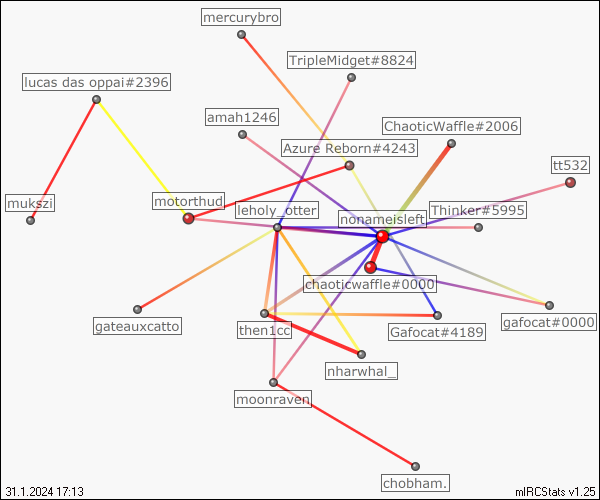 mercurybro
TripleMidget#8824
lucas das oppai#2396
amah1246
ChaoticWaffle#2006
Azure Reborn#4243
tt532
mukszi
motorthud_
leholy_otter
Thinker#5995
nonameisleft
chaoticwaffle#0000
gateauxcatto
then1cc
Gafocat#4189
gafocat#0000
nharwhal_
moonraven
chobham.
31.1.2024 17:13
mIRCStats v1.25